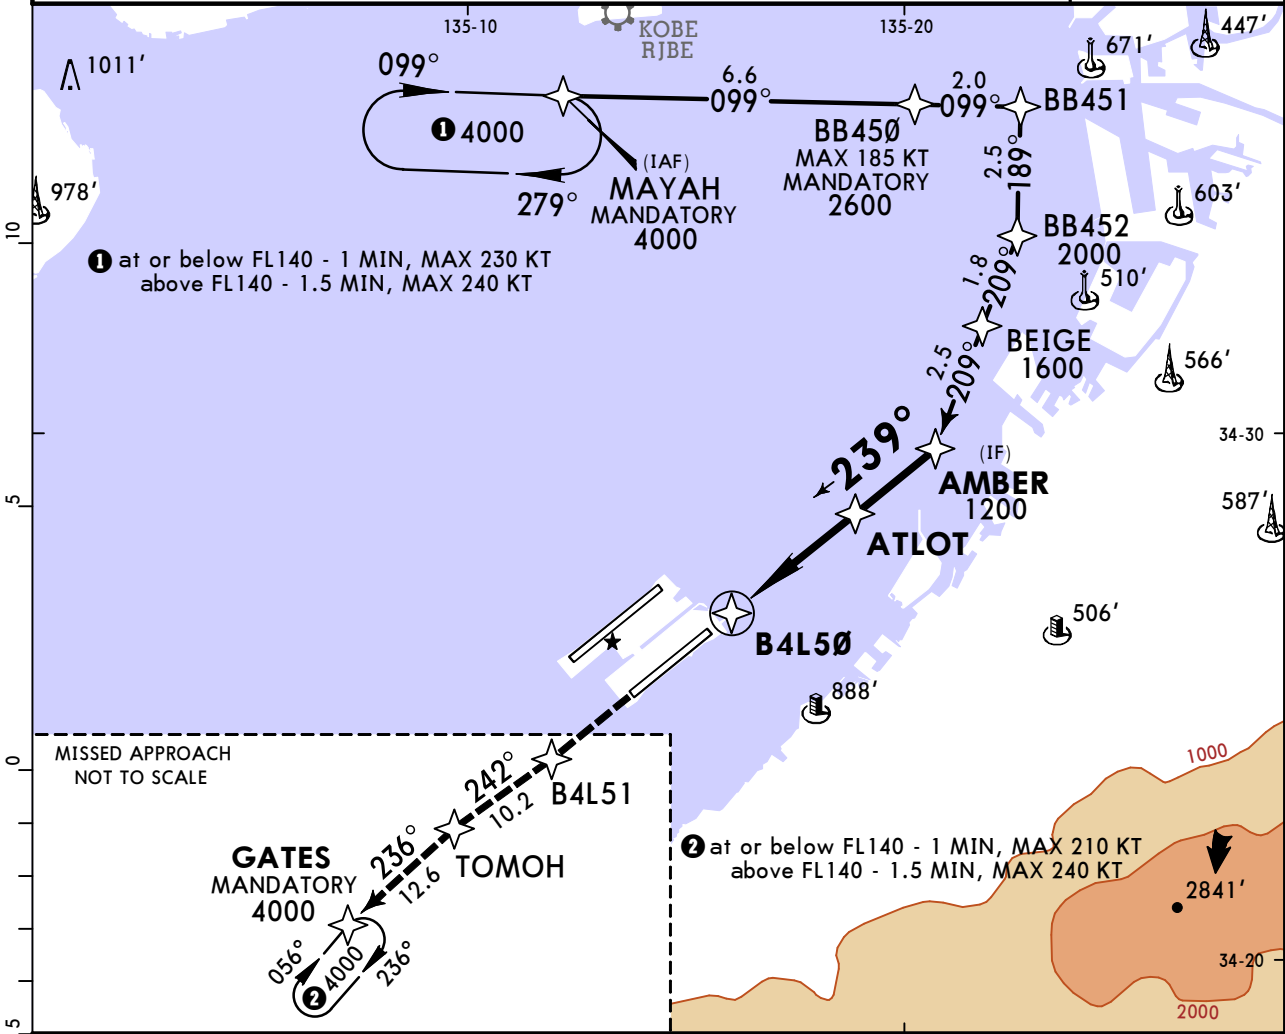 135-10
KOBE
RJBE
135-20
447'
671'
1011'
099°
6.6
099°
2.0
099°
BB451
❶ 4000
BB45Ø
MAX 185 KT
MANDATORY
2600
2.5
189°
(IAF)
MAYAH
MANDATORY
4000
279°
978'
603'
BB452
2000
10
❶ at or below FL140 - 1 MIN, MAX 230 KT
above FL140 - 1.5 MIN, MAX 240 KT
1.8
209°
510'
BEIGE
1600
566'
2.5
209°
239°
34-30
(IF)
AMBER
1200
5
587'
ATLOT
506'
B4L5Ø
888'
MISSED APPROACH
NOT TO SCALE
0
1000
242°
10.2
B4L51
❷ at or below FL140 - 1 MIN, MAX 210 KT
above FL140 - 1.5 MIN, MAX 240 KT
236°
12.6
TOMOH
GATES
MANDATORY
4000
2841'
056°
❷ 4000
236°
34-20
2000
5